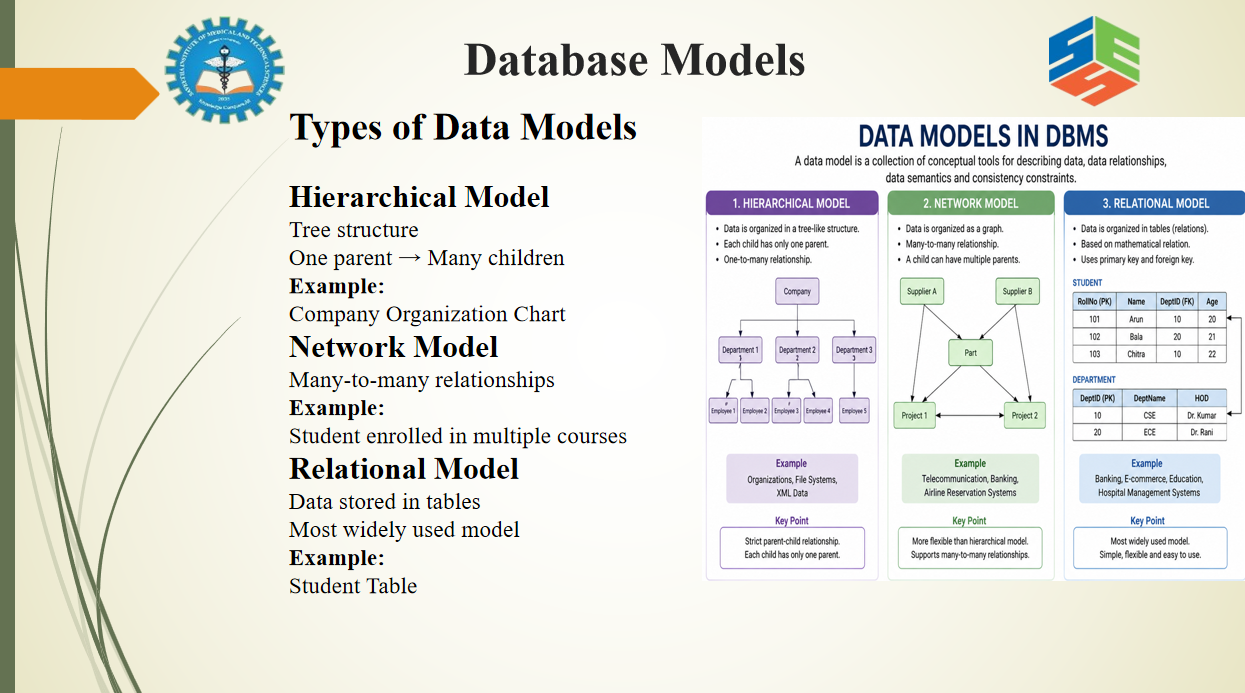 Database Models
Types of Data Models
Hierarchical Model
Tree structure
One parent → Many children
Example:
Company Organization Chart
Network Model
Many-to-many relationships
Example:
Student enrolled in multiple courses
Relational Model
Data stored in tables
Most widely used model
Example:
Student Table
DATA MODELS IN DBMS
A data model is a collection of conceptual tools for describing data, data relationships,
data semantics and consistency constraints.
1. HIERARCHICAL MODEL
• Data is organized in a tree-like structure.
• Each child has only one parent.
• One-to-many relationship.
Company
Department 1 Department 2 Department 3
1 2 3
Employee 1 Employee 2 Employee 3 Employee 4 Employee 5
Example
Organizations, File Systems,
XML Data
Key Point
Strict parent-child relationship.
Each child has only one parent.
2. NETWORK MODEL
• Data is organized as a graph.
• Many-to-many relationship.
• A child can have multiple parents.
Supplier A Supplier B
Part
Project 1 Project 2
Example
Telecommunication, Banking,
Airline Reservation Systems
Key Point
More flexible than hierarchical model.
Supports many-to-many relationships.
3. RELATIONAL MODEL
• Data is organized in tables (relations).
• Based on mathematical relation.
• Uses primary key and foreign key.
STUDENT
RollNo (PK) Name DeptID (FK) Age
101 Arun 10 20
102 Bala 20 21
103 Chitra 10 22
DEPARTMENT
DeptID (PK) DeptName HOD
10 CSE Dr. Kumar
20 ECE Dr. Rani
Example
Banking, E-commerce, Education,
Hospital Management Systems
Key Point
Most widely used model.
Simple, flexible and easy to use.
SES